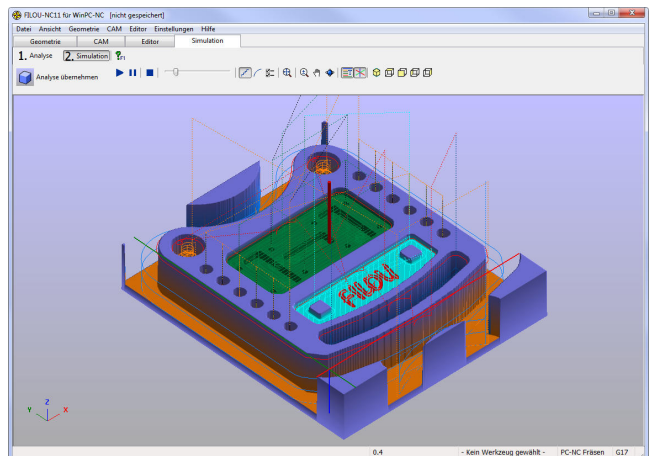 FILOU-NC11 für WinPC-NC [nicht gespeichert]
Datei Ansicht Geometrie CAM Editor Einstellungen Hilfe
Geometrie CAM Editor Simulation
1. Analyse 2. Simulation ?F1
Analyse übernehmen
FILOU
Z
Y X
0.4 - Kein Werkzeug gewählt - PC-NC Fräsen G17